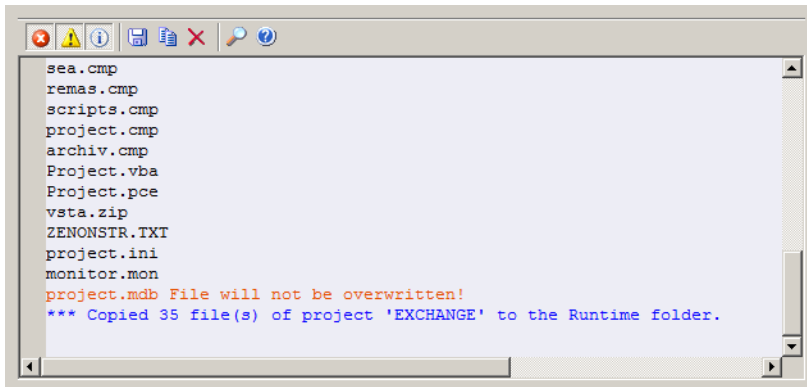 sea.cmp
remas.cmp
scripts.cmp
project.cmp
archiv.cmp
Project.vba
Project.pce
vsta.zip
ZENONSTR.TXT
project.ini
monitor.mon
project.mdb File will not be overwritten!
*** Copied 35 file(s) of project 'EXCHANGE' to the Runtime folder.